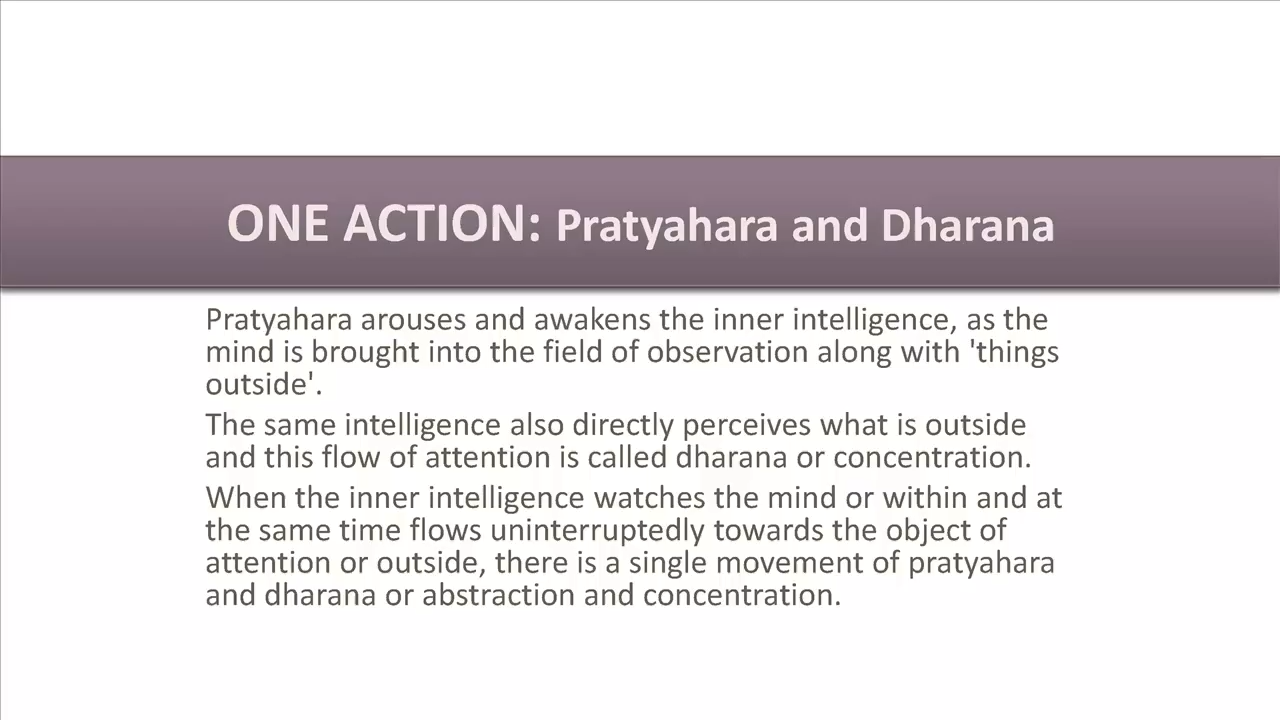 ONE ACTION: Pratyahara and Dharana
Pratyahara arouses and awakens the inner intelligence, as the
mind is brought into the field of observation along with 'things
outside'.
The same intelligence also directly perceives what is outside
and this flow of attention is called dharana or concentration.
When the inner intelligence watches the mind or within and at
the same time flows uninterruptedly towards the object of
attention or outside, there is a single movement of pratyahara
and dharana or abstraction and concentration.